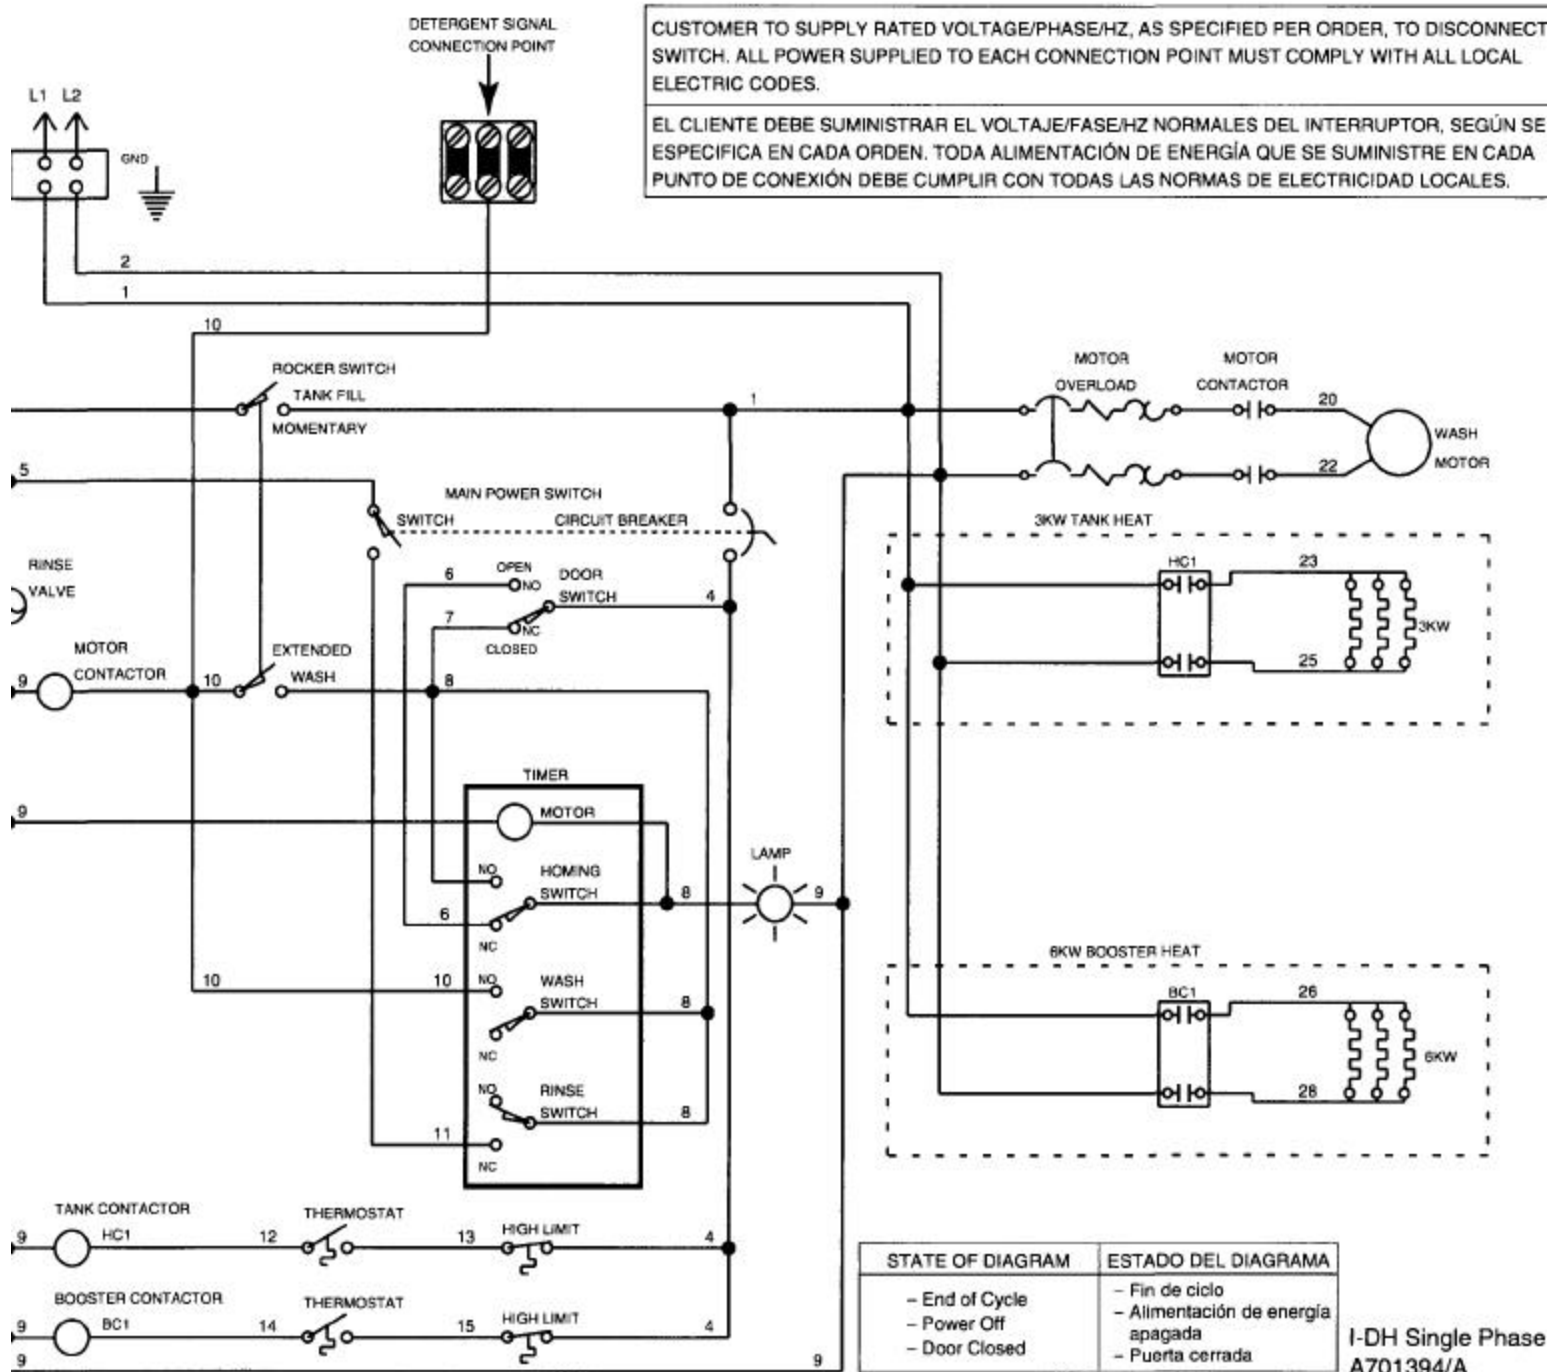 DETERGENT SIGNAL
CONNECTION POINT
CUSTOMER TO SUPPLY RATED VOLTAGE/PHASE/HZ, AS SPECIFIED PER ORDER, TO DISCONNECT
SWITCH. ALL POWER SUPPLIED TO EACH CONNECTION POINT MUST COMPLY WITH ALL LOCAL
ELECTRIC CODES.
EL CLIENTE DEBE SUMINISTRAR EL VOLTAJE/FASE/HZ NORMALES DEL INTERRUPTOR, SEGÚN SE
ESPECIFICA EN CADA ORDEN. TODA ALIMENTACIÓN DE ENERGÍA QUE SE SUMINISTRE EN CADA
PUNTO DE CONEXIÓN DEBE CUMPLIR CON TODAS LAS NORMAS DE ELECTRICIDAD LOCALES.
L1 L2
GND
2
1
10
ROCKER SWITCH
TANK FILL
MOMENTARY
1
MOTOR
OVERLOAD
MOTOR
CONTACTOR
20
22
WASH
MOTOR
5
MAIN POWER SWITCH
SWITCH
CIRCUIT BREAKER
3KW TANK HEAT
HC1
23
25
3KW
RINSE
VALVE
6
OPEN
NO
DOOR
SWITCH
4
7
NC
CLOSED
MOTOR
CONTACTOR
9
10
EXTENDED
WASH
8
TIMER
9
MOTOR
NO
HOMING
SWITCH
8
LAMP
9
6
NC
10
10
NO
WASH
SWITCH
8
NC
NO
RINSE
SWITCH
8
11
NC
6KW BOOSTER HEAT
BC1
26
28
6KW
TANK CONTACTOR
9
HC1
12
THERMOSTAT
13
HIGH LIMIT
4
BOOSTER CONTACTOR
9
BC1
14
THERMOSTAT
15
HIGH LIMIT
4
9
9
STATE OF DIAGRAM
– End of Cycle
– Power Off
– Door Closed
ESTADO DEL DIAGRAMA
– Fin de ciclo
– Alimentación de energía
apagada
– Puerta cerrada
I-DH Single Phase
A701394/A